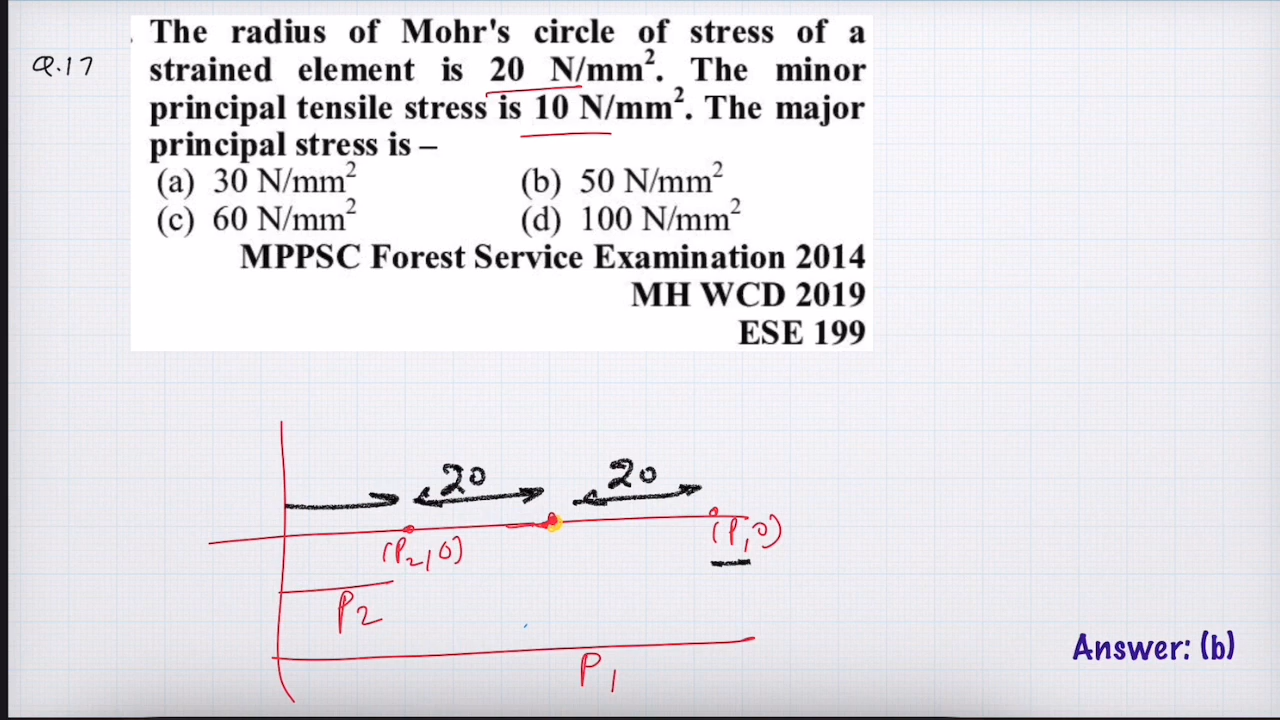 Q.17
The radius of Mohr's circle of stress of a
strained element is 20 N/mm². The minor
principal tensile stress is 10 N/mm². The major
principal stress is –
(a) 30 N/mm² (b) 50 N/mm²
(c) 60 N/mm² (d) 100 N/mm²
MPPSC Forest Service Examination 2014
MH WCD 2019
ESE 199
20 20
(P₂,0) (P,0)
P₂
P₁
Answer: (b)